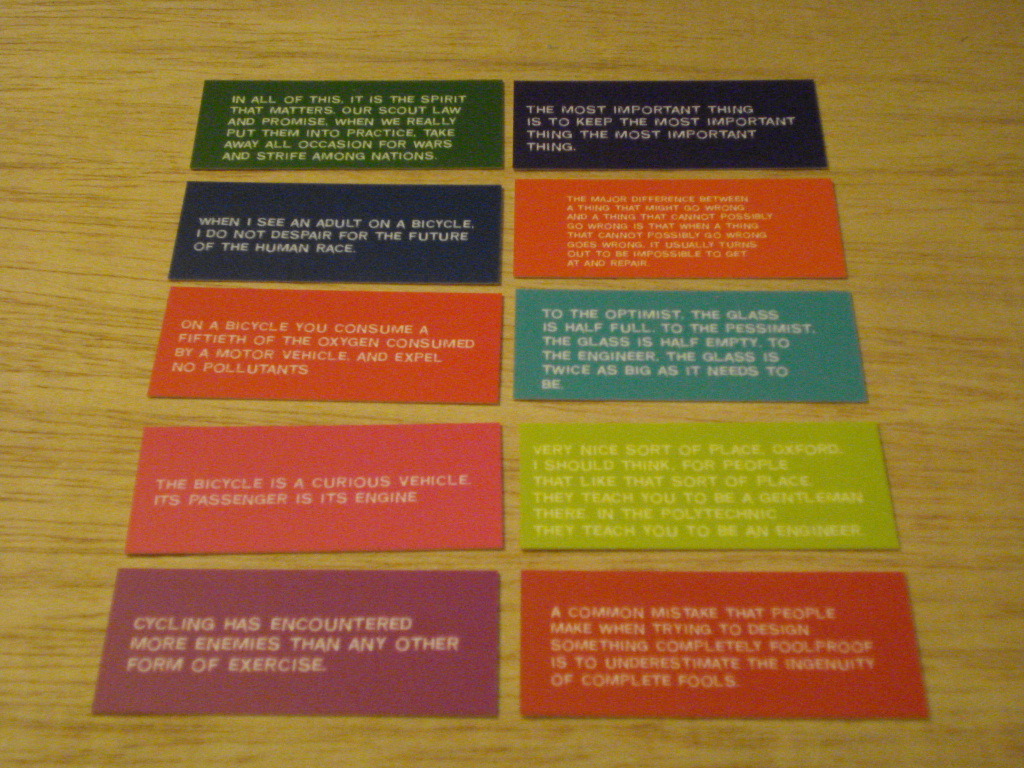 IN ALL OF THIS, IT IS THE SPIRIT
THAT MATTERS. OUR SCOUT LAW
AND PROMISE, WHEN WE REALLY
PUT THEM INTO PRACTICE, TAKE
AWAY ALL OCCASION FOR WARS
AND STRIFE AMONG NATIONS.
THE MOST IMPORTANT THING
IS TO KEEP THE MOST IMPORTANT
THING THE MOST IMPORTANT
THING.
WHEN I SEE AN ADULT ON A BICYCLE,
I DO NOT DESPAIR FOR THE FUTURE
OF THE HUMAN RACE.
THE MAJOR DIFFERENCE BETWEEN
A THING THAT MIGHT GO WRONG
AND A THING THAT CANNOT POSSIBLY
GO WRONG IS THAT WHEN A THING
THAT CANNOT POSSIBLY GO WRONG
GOES WRONG, IT USUALLY TURNS
OUT TO BE IMPOSSIBLE TO GET
AT AND REPAIR.
ON A BICYCLE YOU CONSUME A
FIFTIETH OF THE OXYGEN CONSUMED
BY A MOTOR VEHICLE, AND EXPEL
NO POLLUTANTS
TO THE OPTIMIST, THE GLASS
IS HALF FULL. TO THE PESSIMIST,
THE GLASS IS HALF EMPTY. TO
THE ENGINEER, THE GLASS IS
TWICE AS BIG AS IT NEEDS TO
BE.
THE BICYCLE IS A CURIOUS VEHICLE.
ITS PASSENGER IS ITS ENGINE
VERY NICE SORT OF PLACE, OXFORD,
I SHOULD THINK, FOR PEOPLE
THAT LIKE THAT SORT OF PLACE.
THEY TEACH YOU TO BE A GENTLEMAN
THERE. IN THE POLYTECHNIC
THEY TEACH YOU TO BE AN ENGINEER.
CYCLING HAS ENCOUNTERED
MORE ENEMIES THAN ANY OTHER
FORM OF EXERCISE.
A COMMON MISTAKE THAT PEOPLE
MAKE WHEN TRYING TO DESIGN
SOMETHING COMPLETELY FOOLPROOF
IS TO UNDERESTIMATE THE INGENUITY
OF COMPLETE FOOLS.